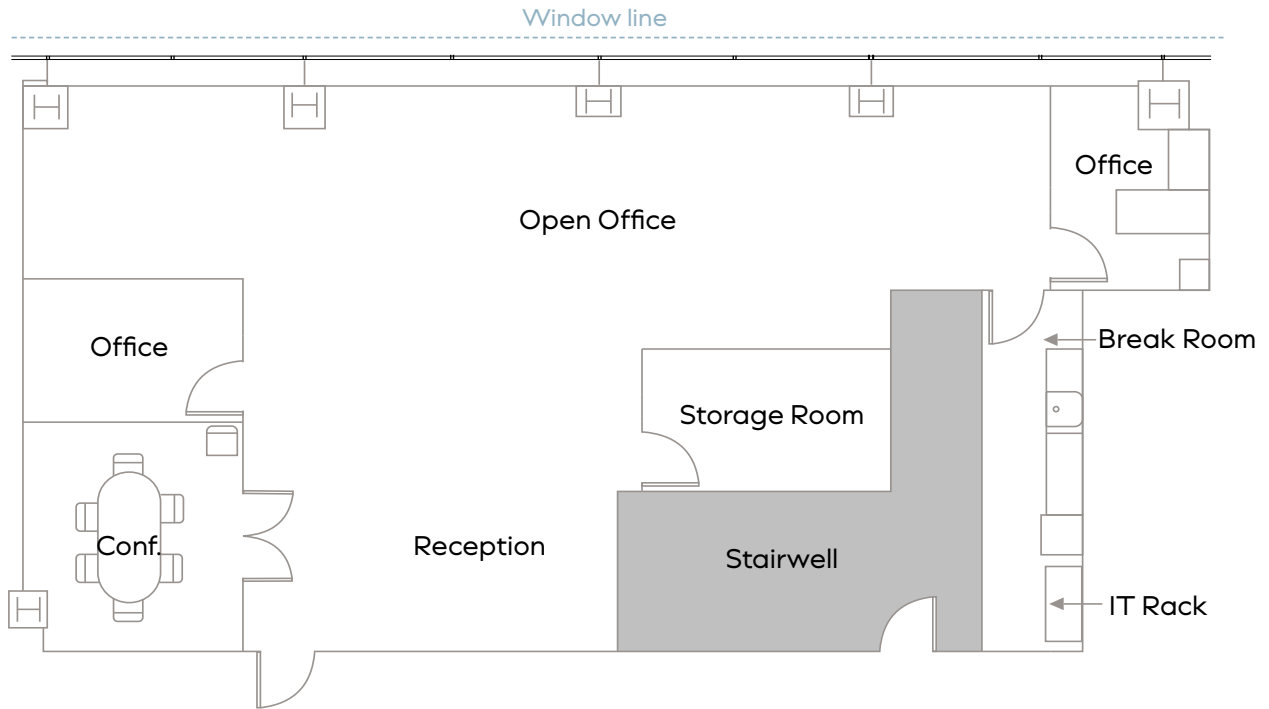 Window line
Office
Open Office
Office
Break Room
Storage Room
Conf.
Reception
Stairwell
IT Rack